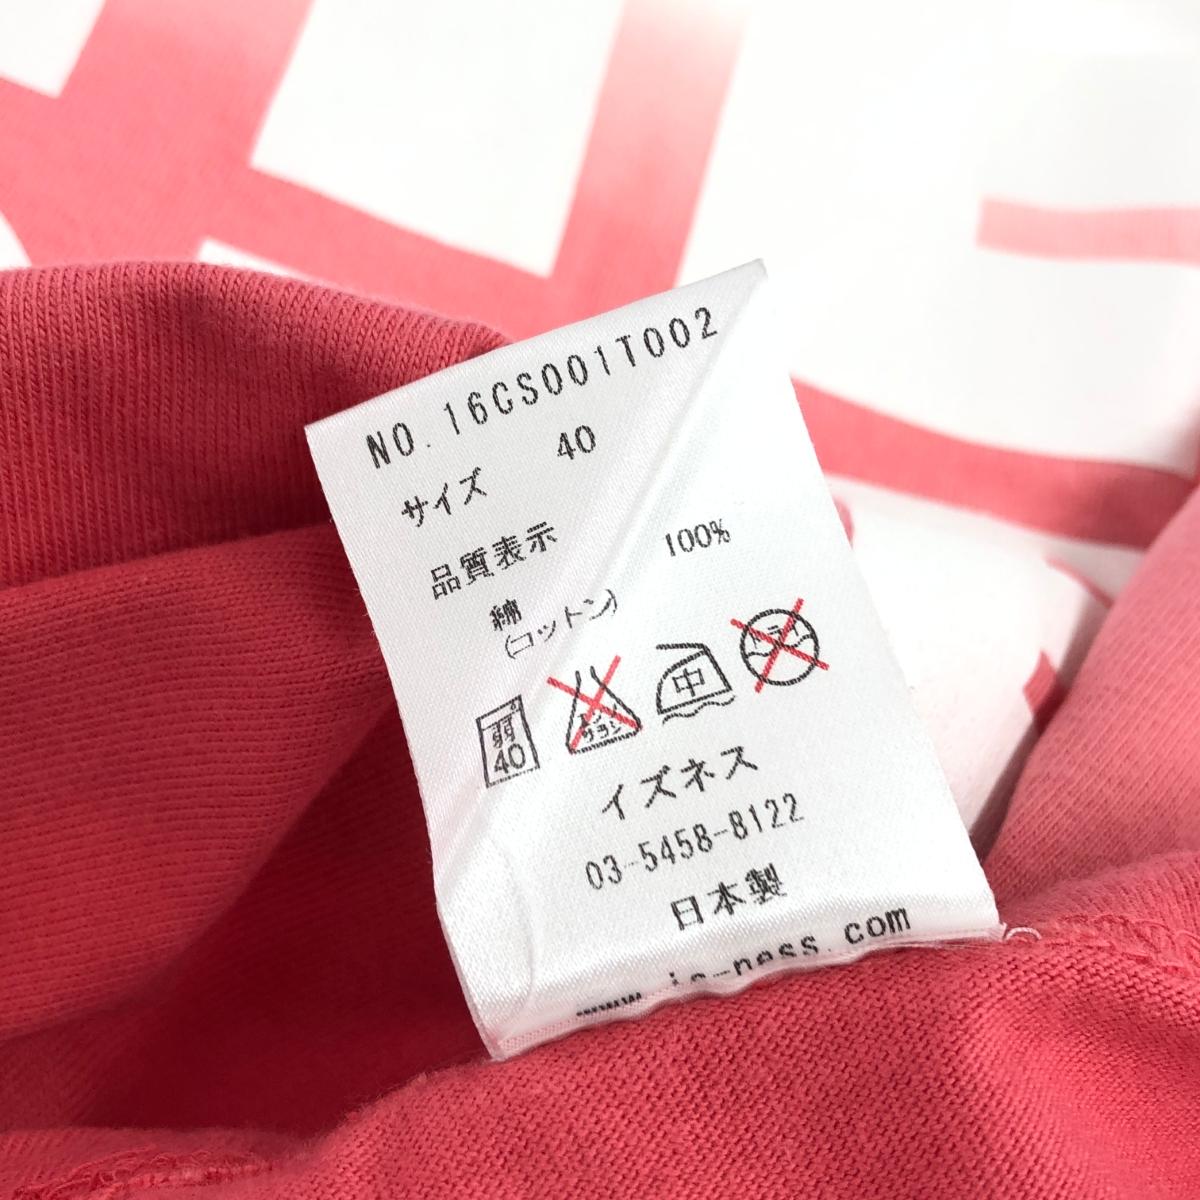 NO.16CS001T002
サイズ 40
品質表示
綿 100%
(コットン)
弱 40 中
イズネス
03-5458-8122
日本製
www.is-ness.com